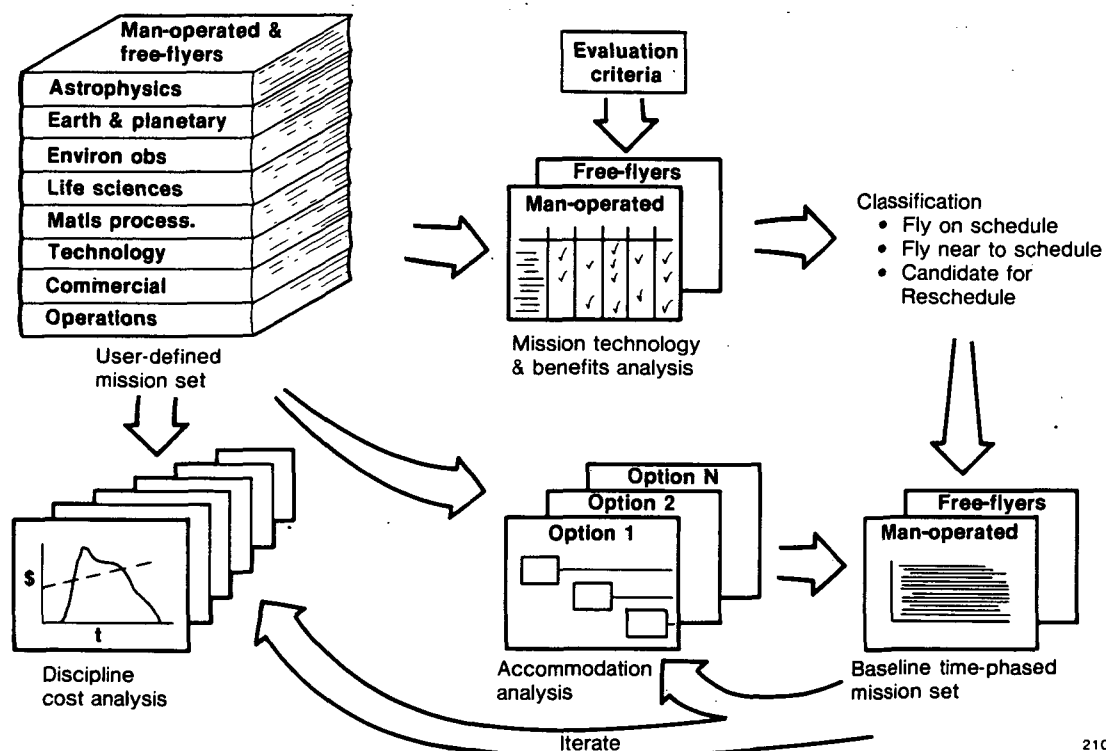 Man-operated &
free-flyers
Astrophysics
Earth & planetary
Environ obs
Life sciences
Matls process.
Technology
Commercial
Operations
User-defined
mission set
Evaluation
criteria
Free-flyers
Man-operated
Mission technology
& benefits analysis
Classification
• Fly on schedule
• Fly near to schedule
• Candidate for
Reschedule
$
t
Discipline
cost analysis
Option N
Option 2
Option 1
Accommodation
analysis
Free-flyers
Man-operated
Baseline time-phased
mission set
Iterate
210